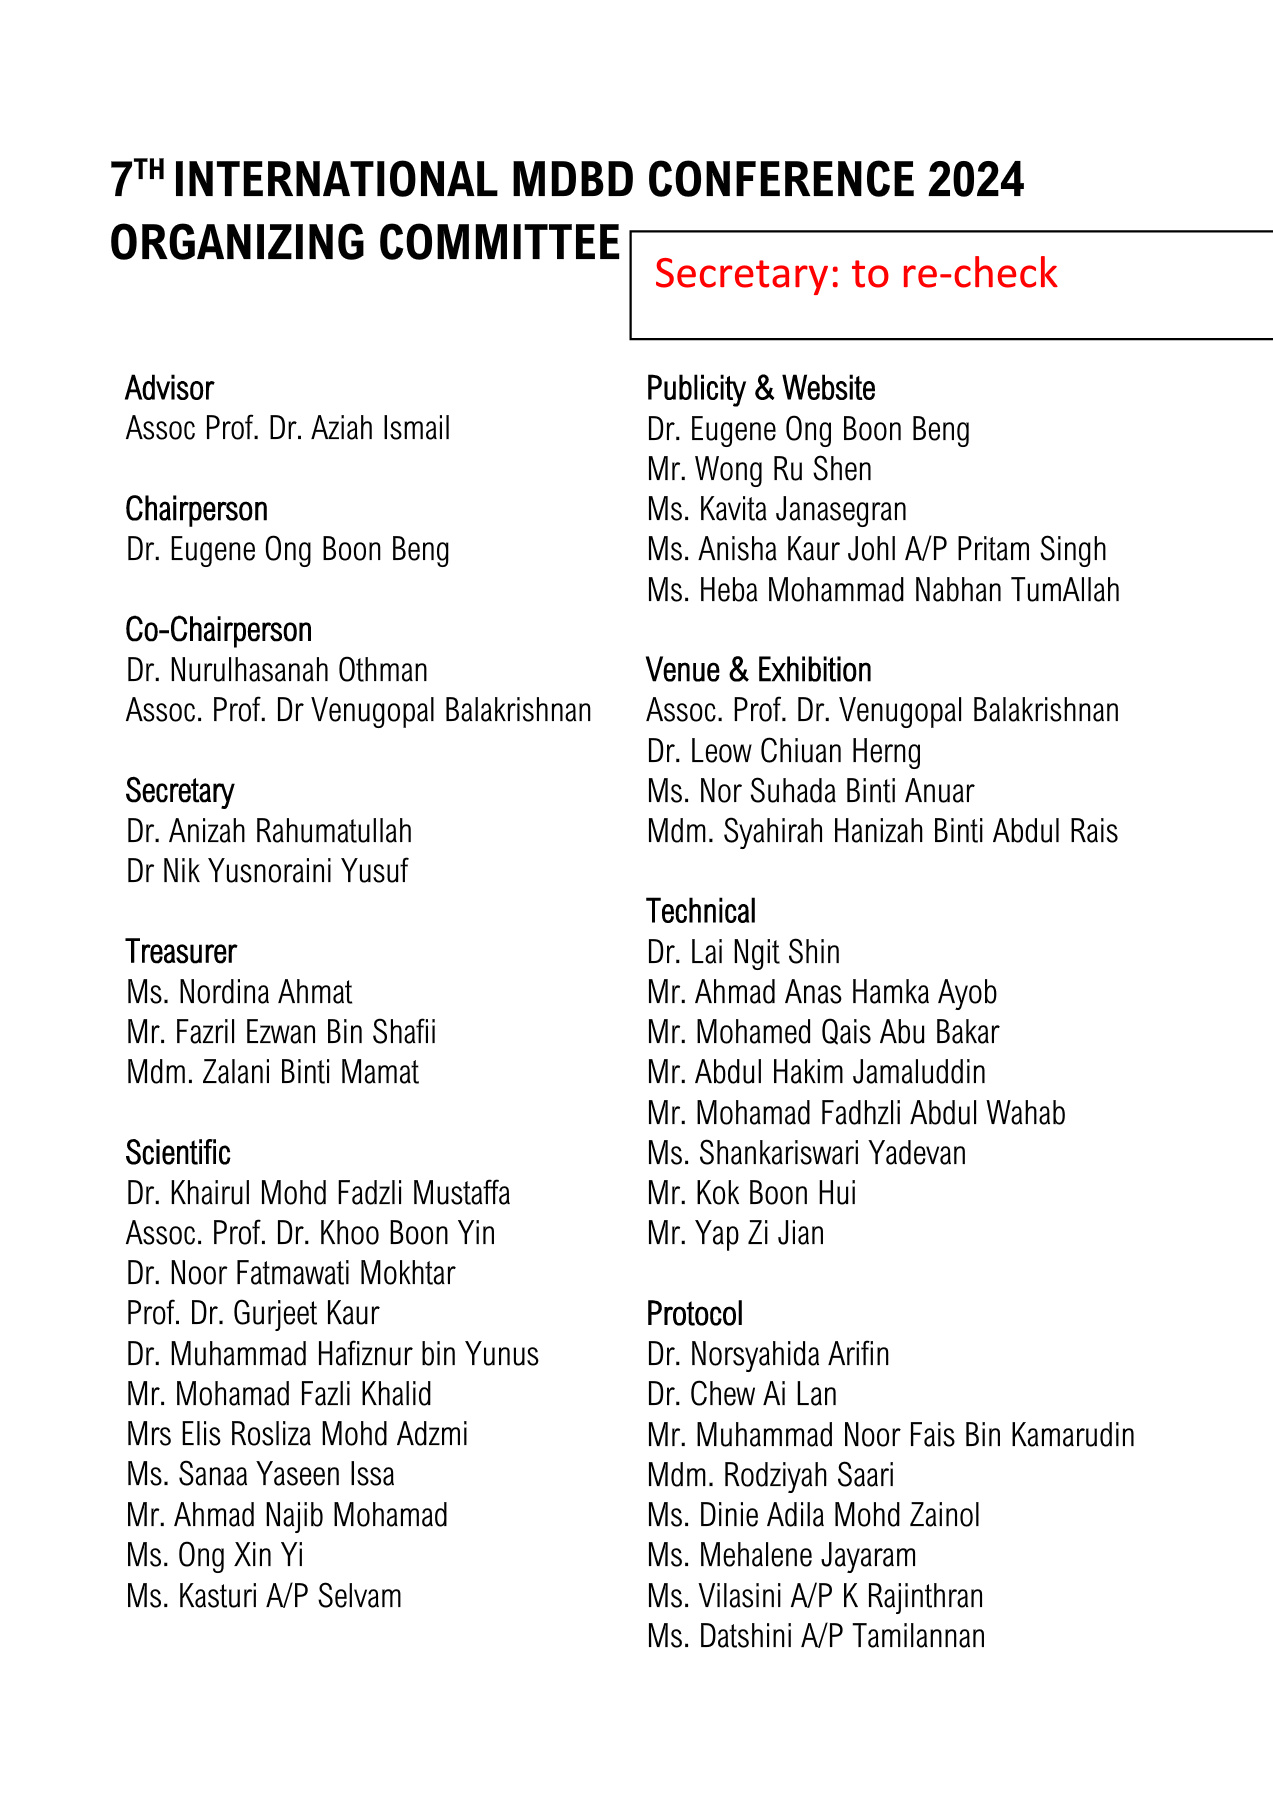 7TH INTERNATIONAL MDBD CONFERENCE 2024
ORGANIZING COMMITTEE
Secretary: to re-check
Advisor
Assoc Prof. Dr. Aziah Ismail
Chairperson
Dr. Eugene Ong Boon Beng
Co-Chairperson
Dr. Nurulhasanah Othman
Assoc. Prof. Dr Venugopal Balakrishnan
Secretary
Dr. Anizah Rahumatullah
Dr Nik Yusnoraini Yusuf
Treasurer
Ms. Nordina Ahmat
Mr. Fazril Ezwan Bin Shafii
Mdm. Zalani Binti Mamat
Scientific
Dr. Khairul Mohd Fadzli Mustaffa
Assoc. Prof. Dr. Khoo Boon Yin
Dr. Noor Fatmawati Mokhtar
Prof. Dr. Gurjeet Kaur
Dr. Muhammad Hafiznur bin Yunus
Mr. Mohamad Fazli Khalid
Mrs Elis Rosliza Mohd Adzmi
Ms. Sanaa Yaseen Issa
Mr. Ahmad Najib Mohamad
Ms. Ong Xin Yi
Ms. Kasturi A/P Selvam
Publicity & Website
Dr. Eugene Ong Boon Beng
Mr. Wong Ru Shen
Ms. Kavita Janasegran
Ms. Anisha Kaur Johl A/P Pritam Singh
Ms. Heba Mohammad Nabhan TumAllah
Venue & Exhibition
Assoc. Prof. Dr. Venugopal Balakrishnan
Dr. Leow Chiuan Herng
Ms. Nor Suhada Binti Anuar
Mdm. Syahirah Hanizah Binti Abdul Rais
Technical
Dr. Lai Ngit Shin
Mr. Ahmad Anas Hamka Ayob
Mr. Mohamed Qais Abu Bakar
Mr. Abdul Hakim Jamaluddin
Mr. Mohamad Fadhzli Abdul Wahab
Ms. Shankariswari Yadevan
Mr. Kok Boon Hui
Mr. Yap Zi Jian
Protocol
Dr. Norsyahida Arifin
Dr. Chew Ai Lan
Mr. Muhammad Noor Fais Bin Kamarudin
Mdm. Rodziyah Saari
Ms. Dinie Adila Mohd Zainol
Ms. Mehalene Jayaram
Ms. Vilasini A/P K Rajinthran
Ms. Datshini A/P Tamilannan